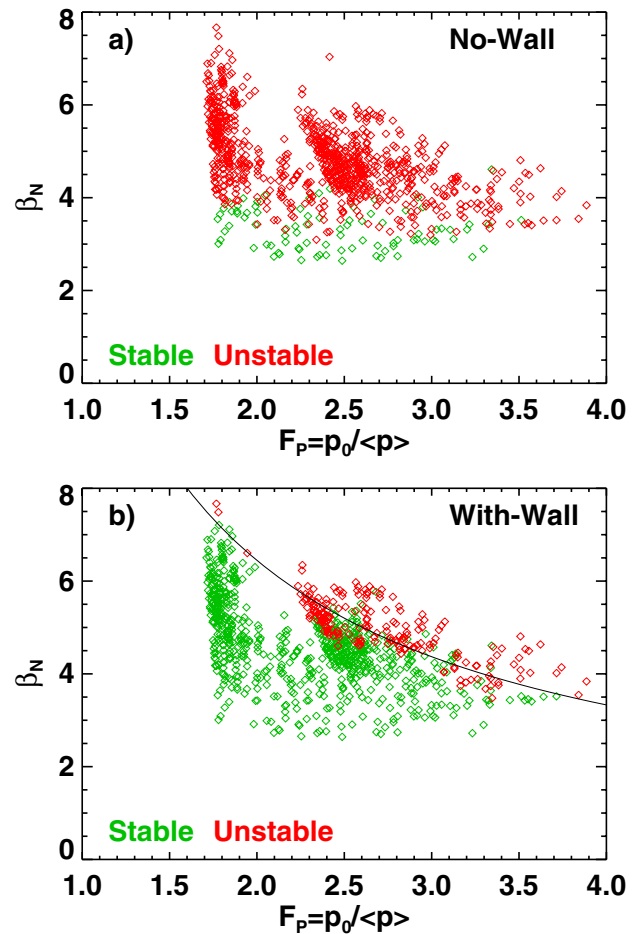 a) No-Wall
8
6
4
2
0
β_N
Stable Unstable
1.0 1.5 2.0 2.5 3.0 3.5 4.0
F_P=p_0/<p>
b) With-Wall
8
6
4
2
0
β_N
Stable Unstable
1.0 1.5 2.0 2.5 3.0 3.5 4.0
F_P=p_0/<p>